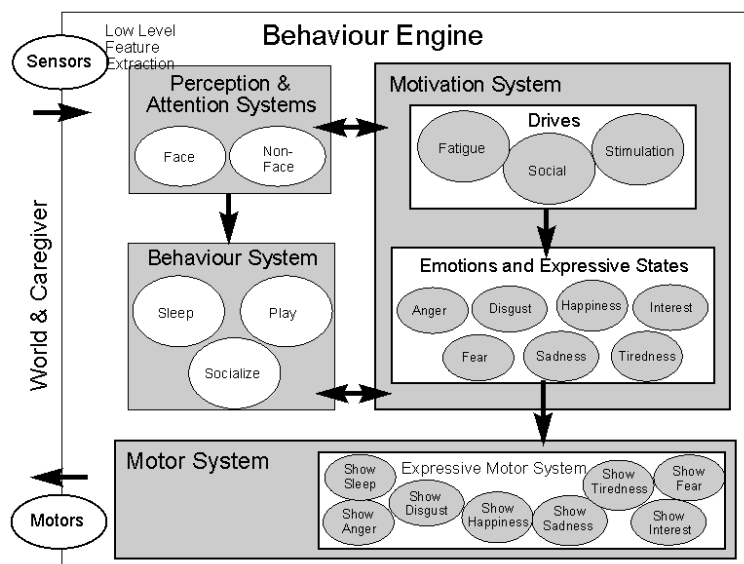 Low Level
Feature
Extraction
Sensors
Behaviour Engine
Perception &
Attention Systems
Face
Non-
Face
Motivation System
Drives
Fatigue
Social
Stimulation
Behaviour System
Sleep
Play
Socialize
Emotions and Expressive States
Anger
Disgust
Happiness
Interest
Fear
Sadness
Tiredness
World & Caregiver
Motor System
Expressive Motor System
Show
Sleep
Show
Anger
Show
Disgust
Show
Happiness
Show
Sadness
Show
Tiredness
Show
Fear
Show
Interest
Motors